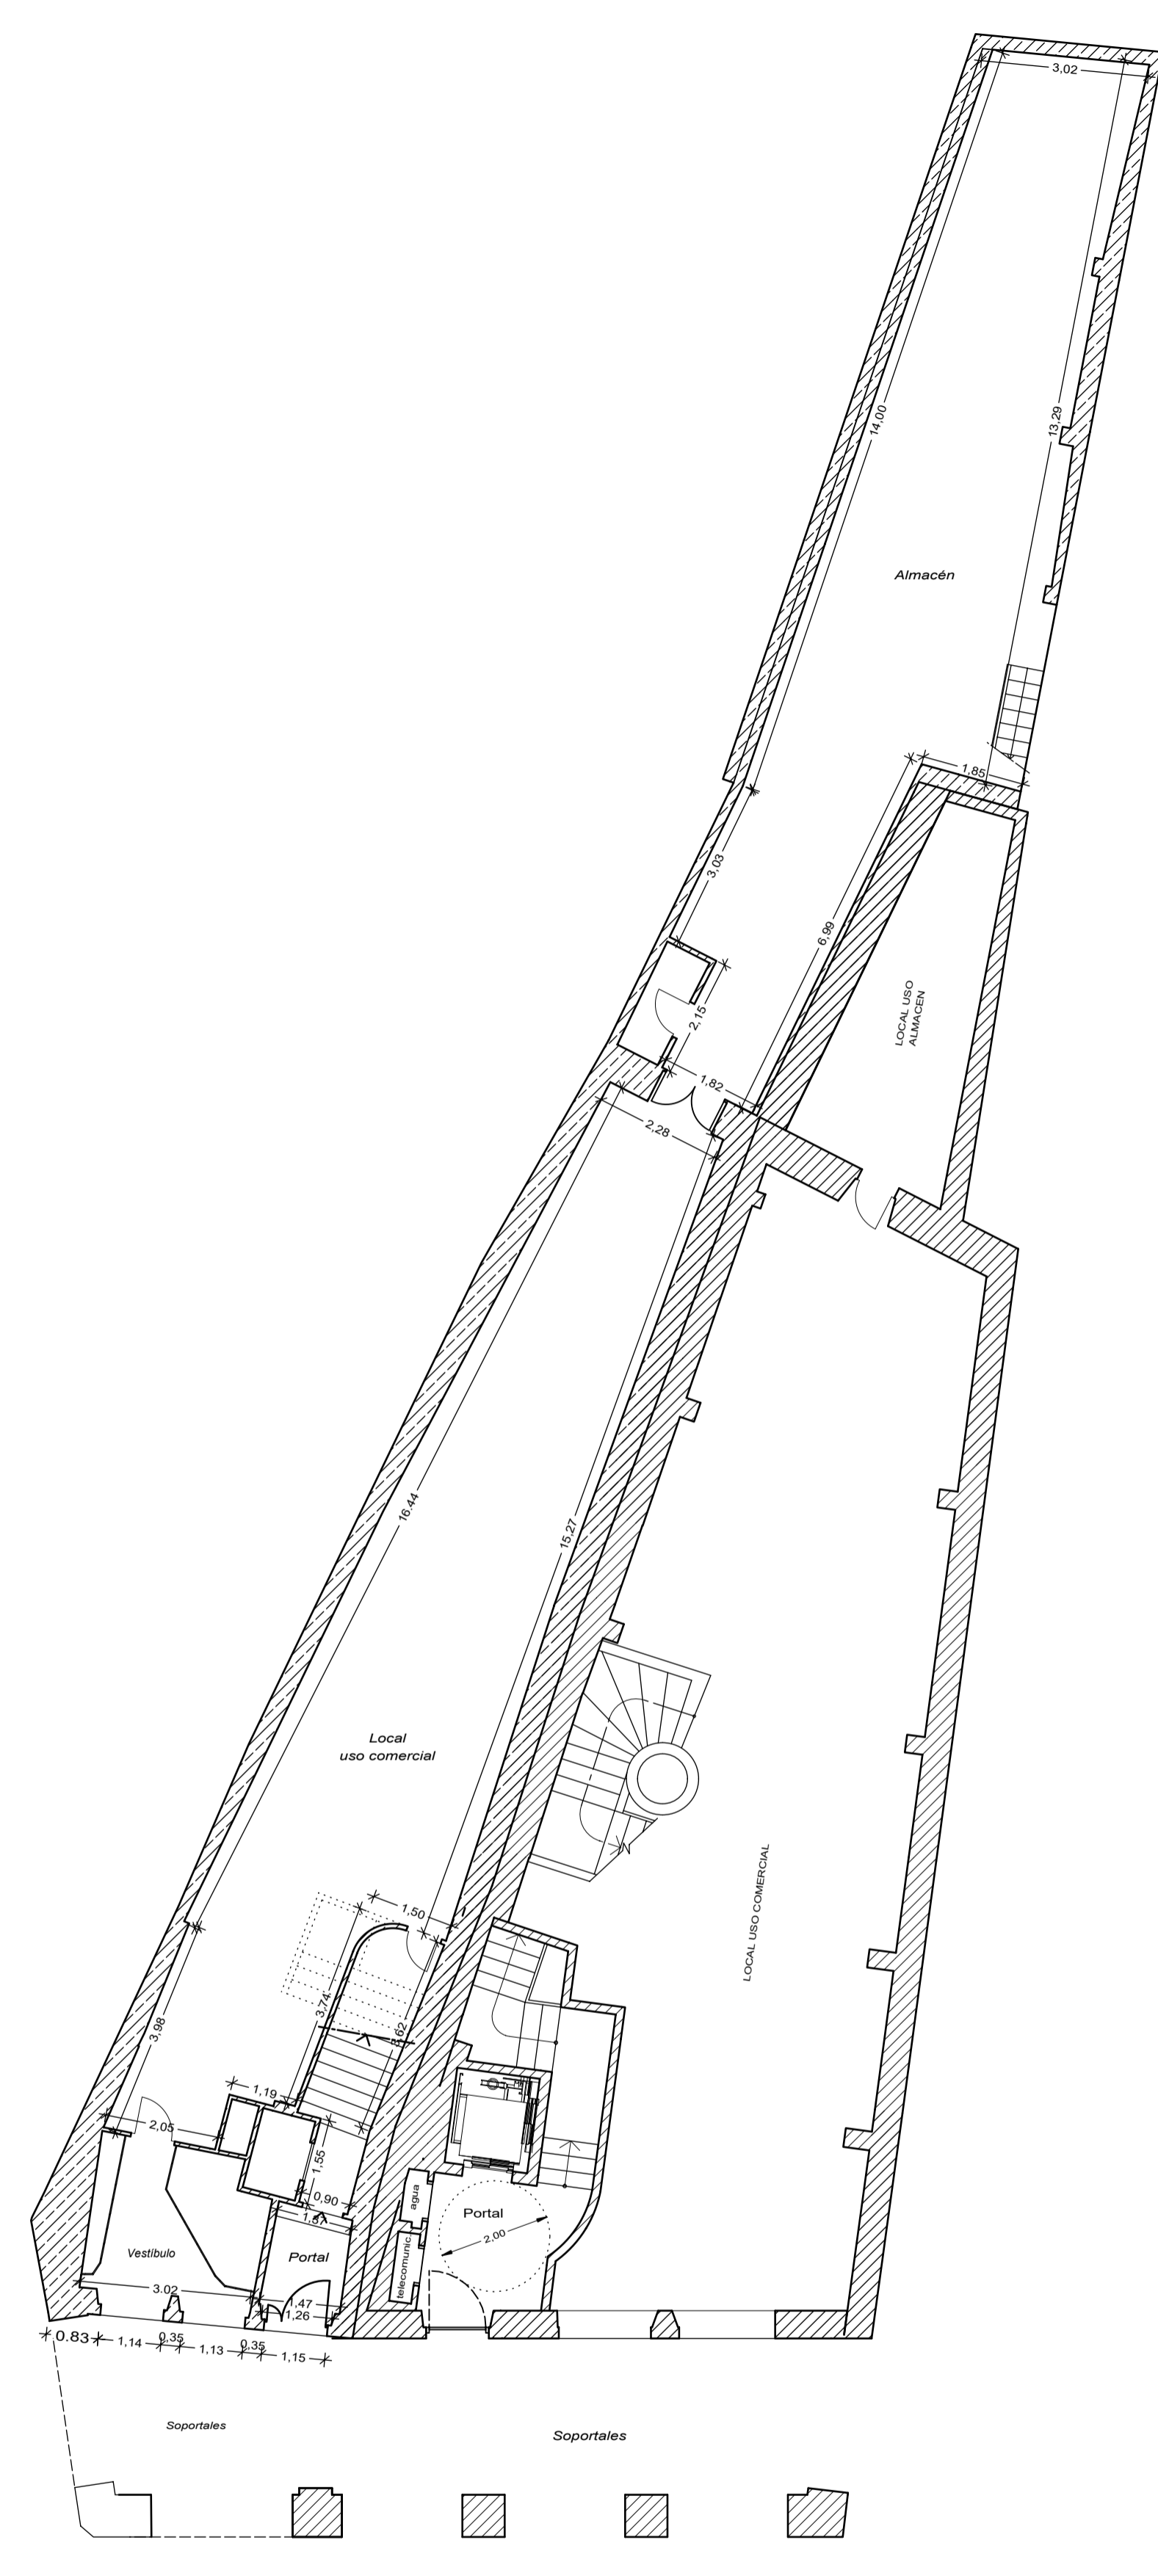 3,02
14,00
13,29
Almacén
1,85
3,03
6,99
LOCAL USO
ALMACEN
2,15
1,82
2,28
16.44
15,27
Local
uso comercial
LOCAL USO COMERCIAL
1,50
3,74
3,62
3,98
1,19
2,05
1,55
0,90
1,37
agua
Portal
2,00
telecomunic.
Vestíbulo
Portal
3.02
1,47
1,26
0.83
1,14
0,35
1,13
0,35
1,15
Soportales
Soportales